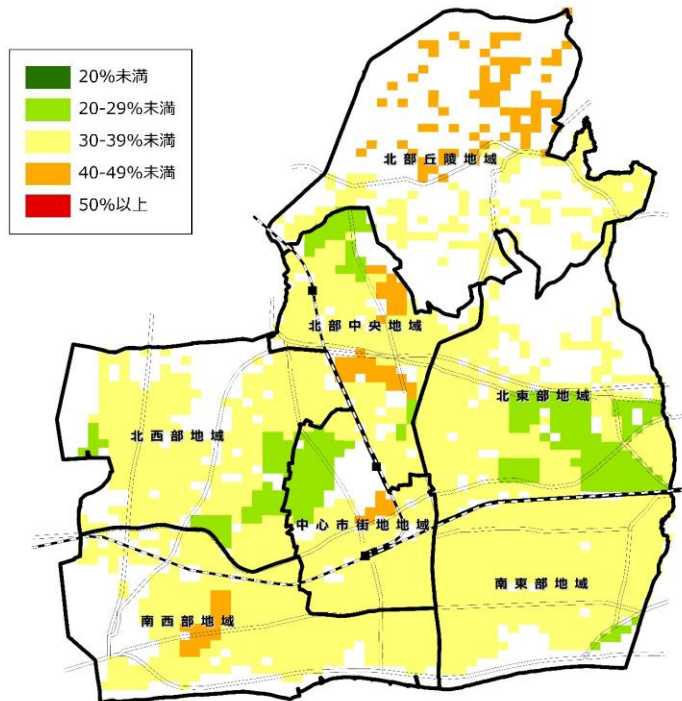 20%未満
20-29%未満
30-39%未満
40-49%未満
50%以上
北部丘陵地域
北部中央地域
北東部地域
北西部地域
中心市街地地域
南東部地域
南西部地域